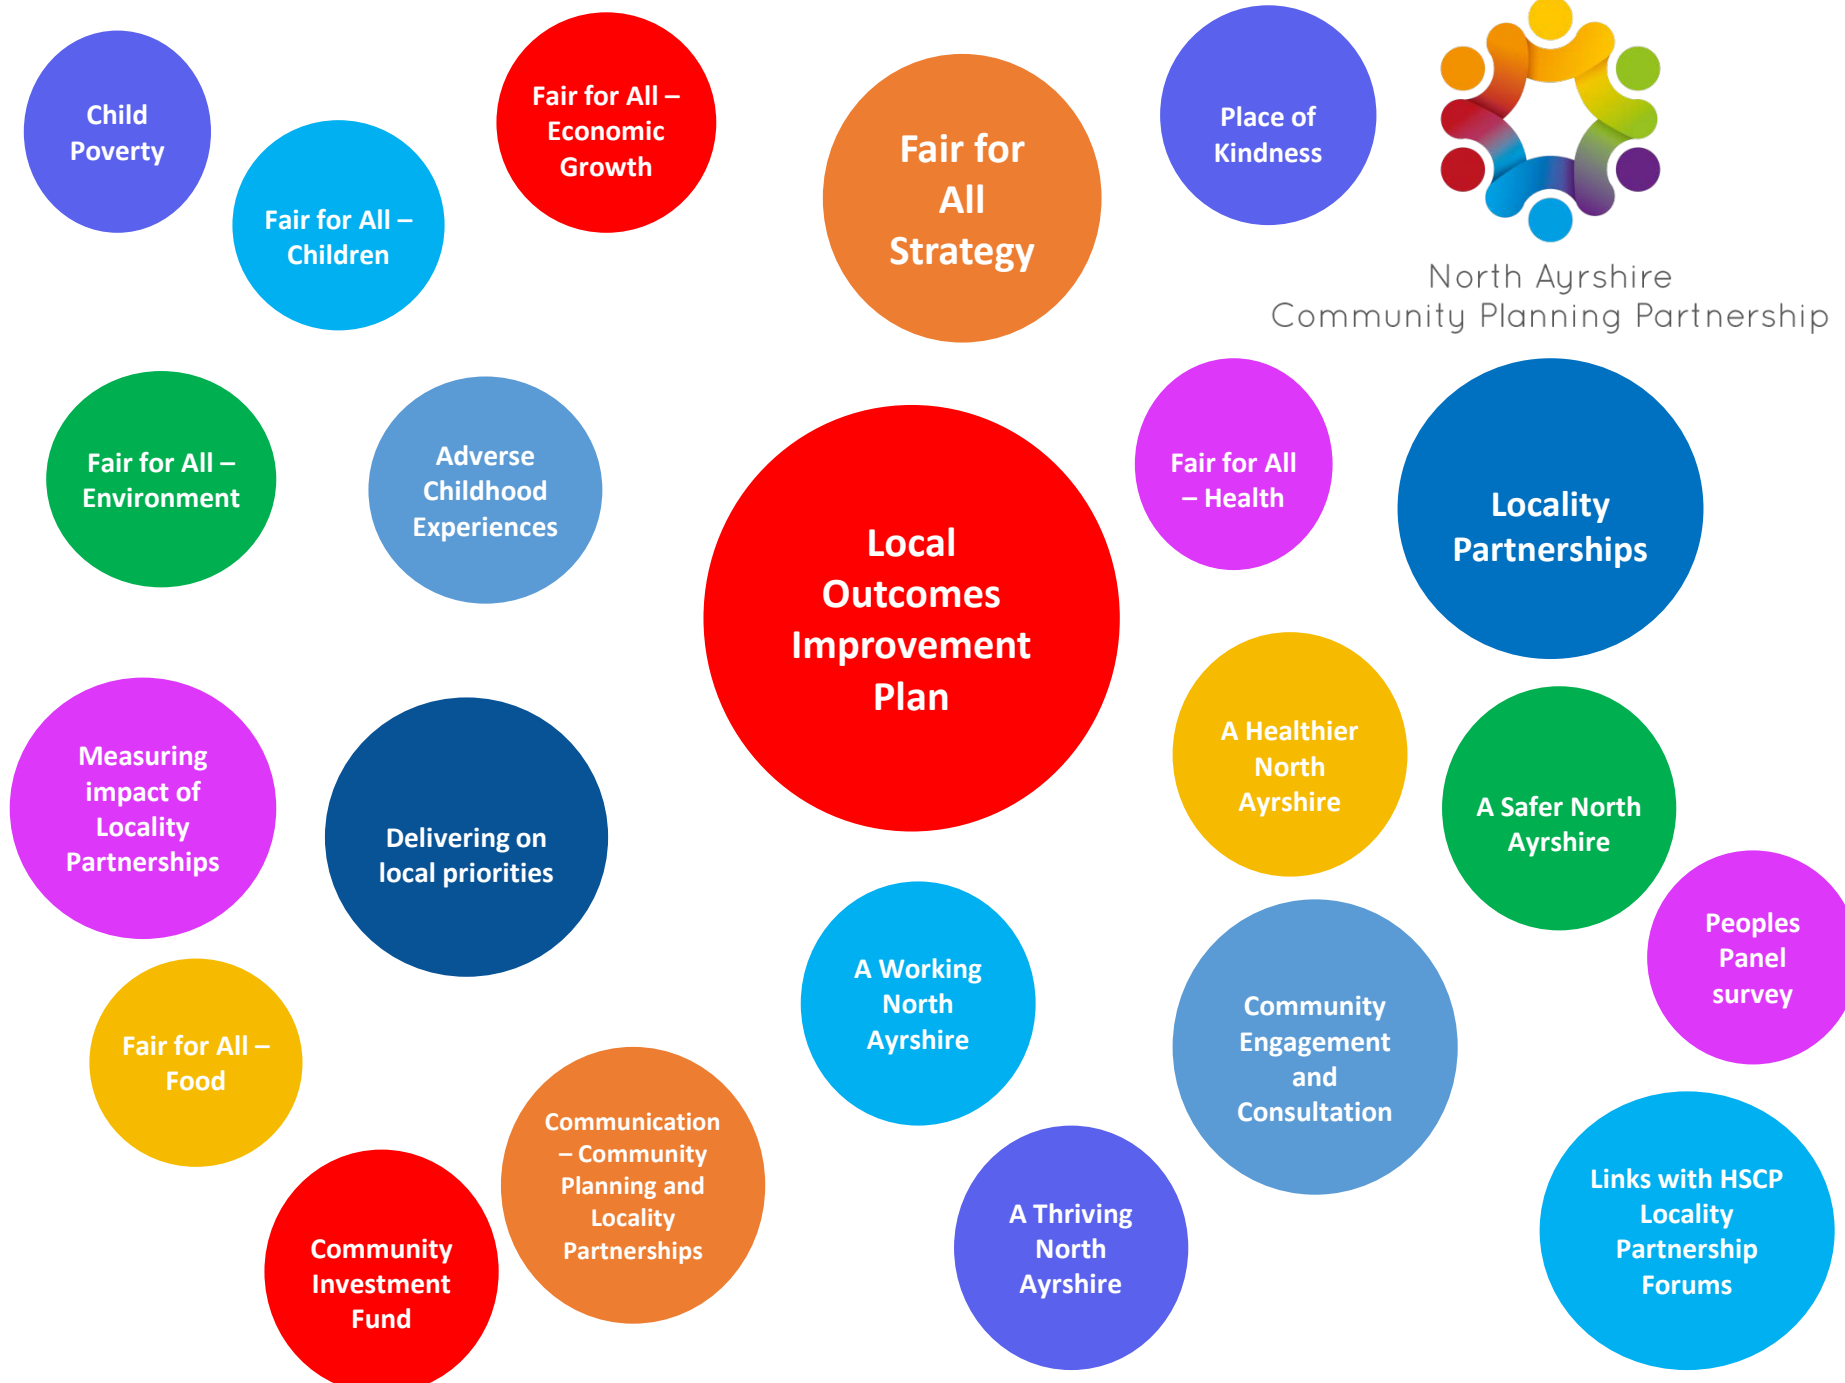 Child
Poverty
Fair for All –
Children
Fair for All –
Economic
Growth
Fair for
All
Strategy
Place of
Kindness
North Ayrshire
Community Planning Partnership
Fair for All –
Environment
Adverse
Childhood
Experiences
Local
Outcomes
Improvement
Plan
Fair for All
– Health
Locality
Partnerships
Measuring
impact of
Locality
Partnerships
Delivering on
local priorities
A Healthier
North
Ayrshire
A Safer North
Ayrshire
Peoples
Panel
survey
Fair for All –
Food
A Working
North
Ayrshire
Community
Engagement
and
Consultation
Communication
– Community
Planning and
Locality
Partnerships
Community
Investment
Fund
A Thriving
North
Ayrshire
Links with HSCP
Locality
Partnership
Forums